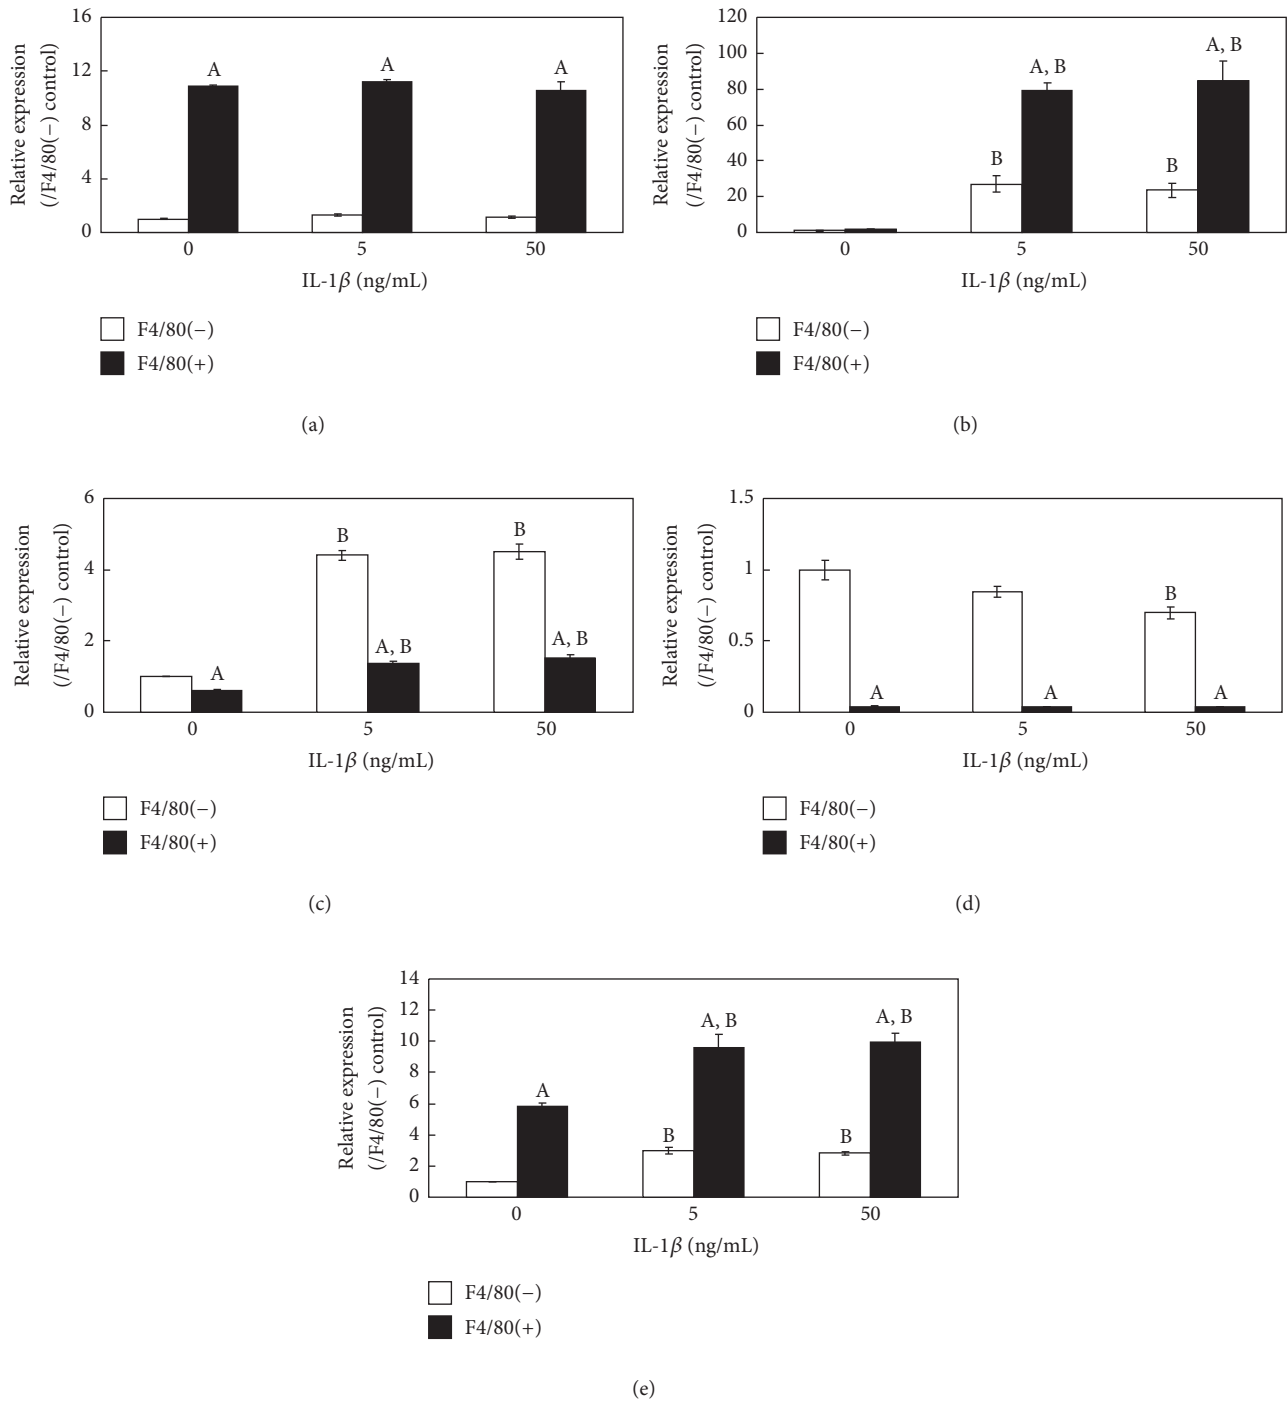 Relative expression
(/F4/80(−) control)
16
12
8
4
0
A
A
A
0
5
50
IL-1β (ng/mL)
F4/80(−)
F4/80(+)
(a)
Relative expression
(/F4/80(−) control)
120
100
80
60
40
20
0
B
A, B
B
A, B
0
5
50
IL-1β (ng/mL)
F4/80(−)
F4/80(+)
(b)
Relative expression
(/F4/80(−) control)
6
4
2
0
A
B
A, B
B
A, B
0
5
50
IL-1β (ng/mL)
F4/80(−)
F4/80(+)
(c)
Relative expression
(/F4/80(−) control)
1.5
1
0.5
0
A
A
B
A
0
5
50
IL-1β (ng/mL)
F4/80(−)
F4/80(+)
(d)
Relative expression
(/F4/80(−) control)
14
12
10
8
6
4
2
0
A
B
A, B
B
A, B
0
5
50
IL-1β (ng/mL)
F4/80(−)
F4/80(+)
(e)